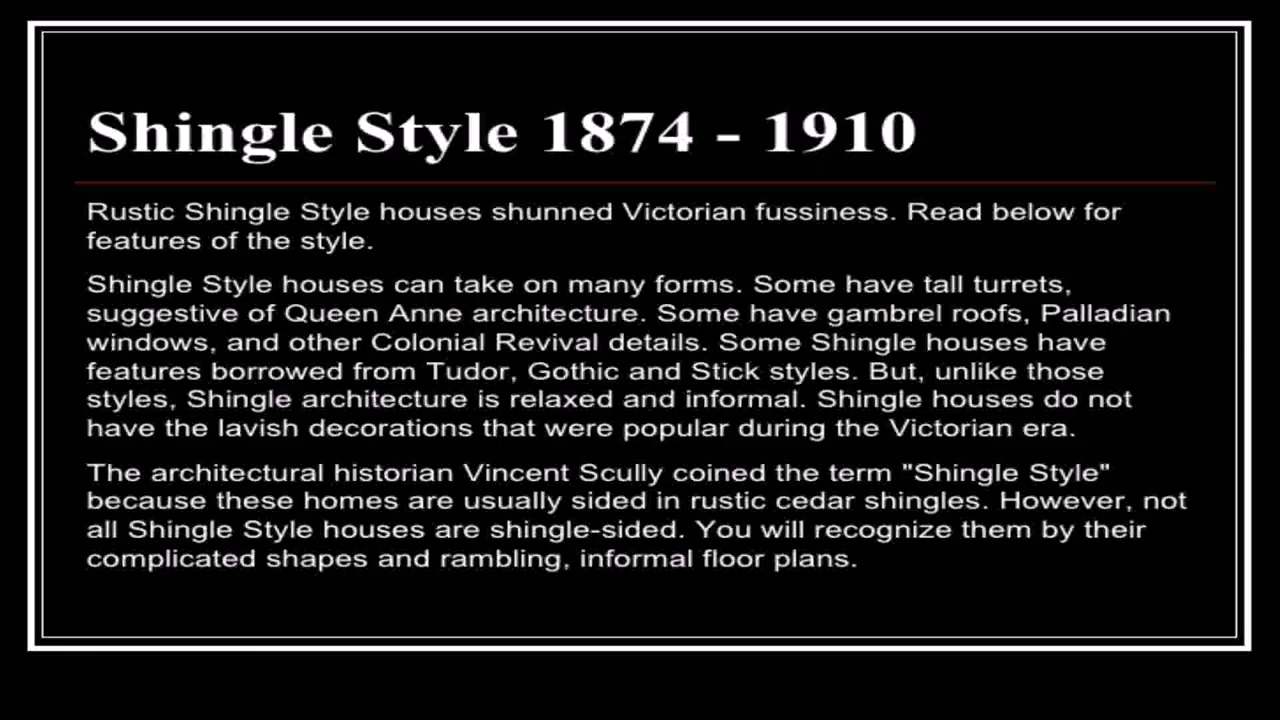 Shingle Style 1874 - 1910
Rustic Shingle Style houses shunned Victorian fussiness. Read below for
features of the style.
Shingle Style houses can take on many forms. Some have tall turrets,
suggestive of Queen Anne architecture. Some have gambrel roofs, Palladian
windows, and other Colonial Revival details. Some Shingle houses have
features borrowed from Tudor, Gothic and Stick styles. But, unlike those
styles, Shingle architecture is relaxed and informal. Shingle houses do not
have the lavish decorations that were popular during the Victorian era.
The architectural historian Vincent Scully coined the term "Shingle Style"
because these homes are usually sided in rustic cedar shingles. However, not
all Shingle Style houses are shingle-sided. You will recognize them by their
complicated shapes and rambling, informal floor plans.